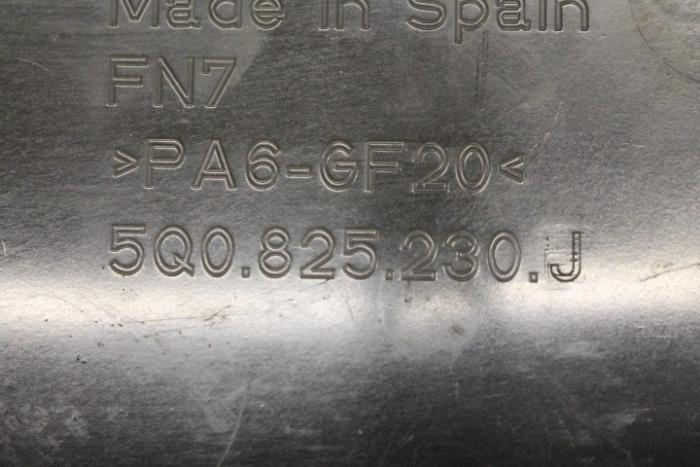 Made in Spain
FN7
>PA6-GF20<
5Q0.825.230.J